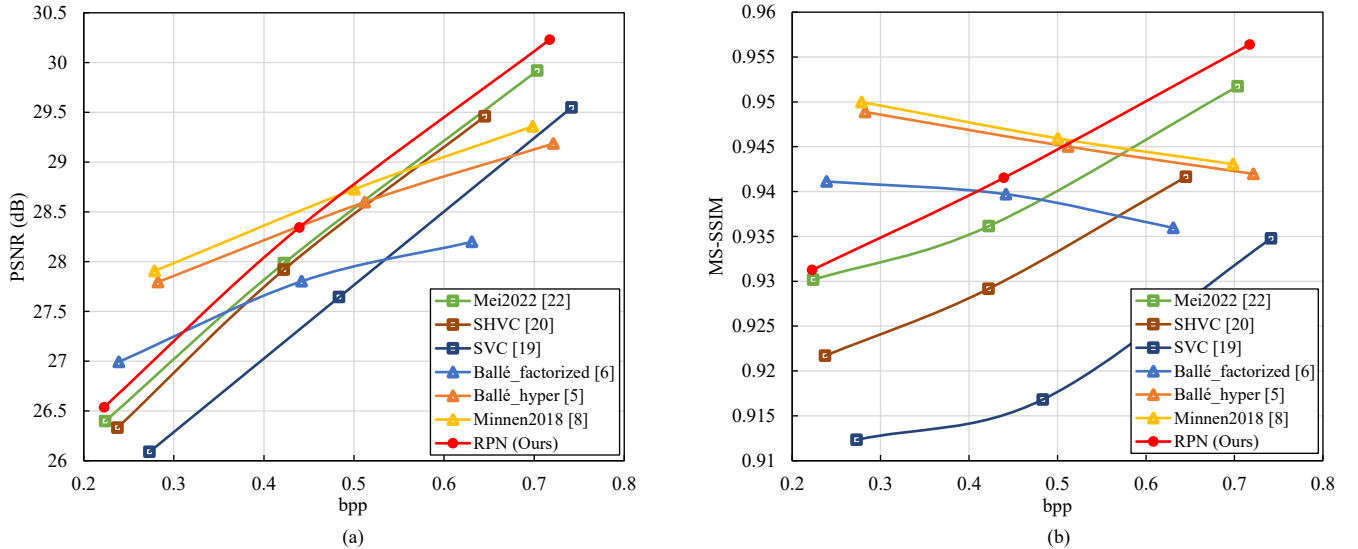 30.5
30
29.5
29
28.5
28
27.5
27
26.5
26
PSNR (dB)
0.2 0.3 0.4 0.5 0.6 0.7 0.8
bpp
Mei2022 [22]
SHVC [20]
SVC [19]
Ballé_factorized [6]
Ballé_hyper [5]
Minnen2018 [8]
RPN (Ours)
(a)
0.96
0.955
0.95
0.945
0.94
0.935
0.93
0.925
0.92
0.915
0.91
MS-SSIM
0.2 0.3 0.4 0.5 0.6 0.7 0.8
bpp
Mei2022 [22]
SHVC [20]
SVC [19]
Ballé_factorized [6]
Ballé_hyper [5]
Minnen2018 [8]
RPN (Ours)
(b)